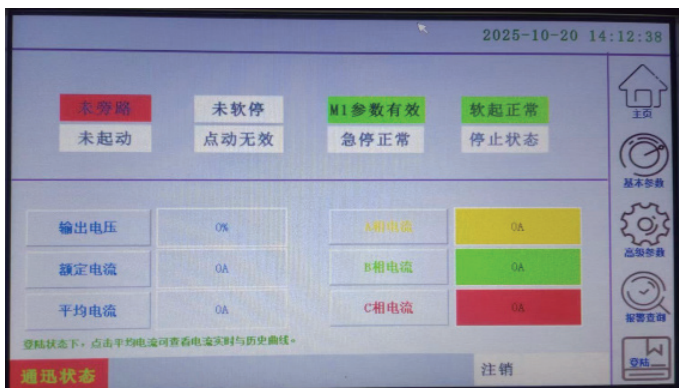 2025-10-20 14:12:38
未旁路
未软停
M1参数有效
软起正常
未起动
点动无效
急停正常
停止状态
输出电压
0%
A相电流
0A
额定电流
0A
B相电流
0A
平均电流
0A
C相电流
0A
登陆状态下，点击平均电流可查看电流实时与历史曲线。
通迅状态
注销
主页
基本参数
高级参数
报警查询
登陆